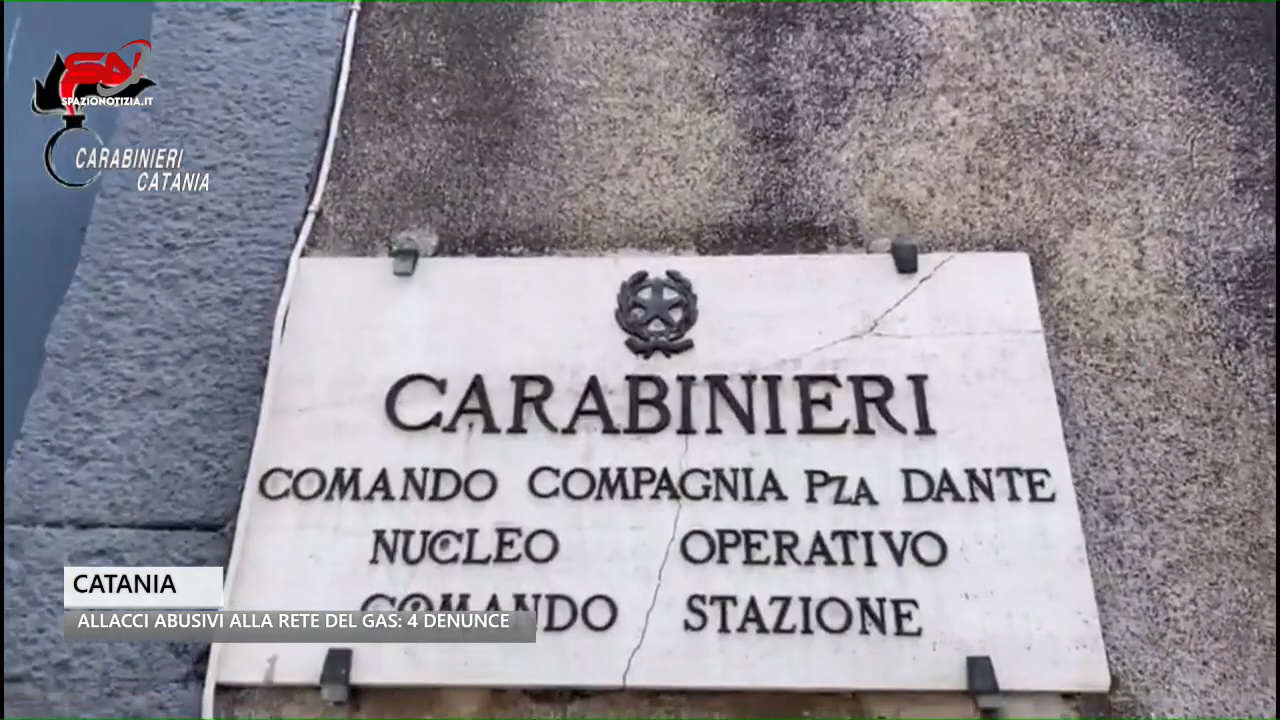 SPAZIONOTIZIA.IT
CARABINIERI
CATANIA
CARABINIERI
COMANDO COMPAGNIA PZA DANTE
NUCLEO OPERATIVO
COMANDO STAZIONE
CATANIA
ALLACCI ABUSIVI ALLA RETE DEL GAS: 4 DENUNCE